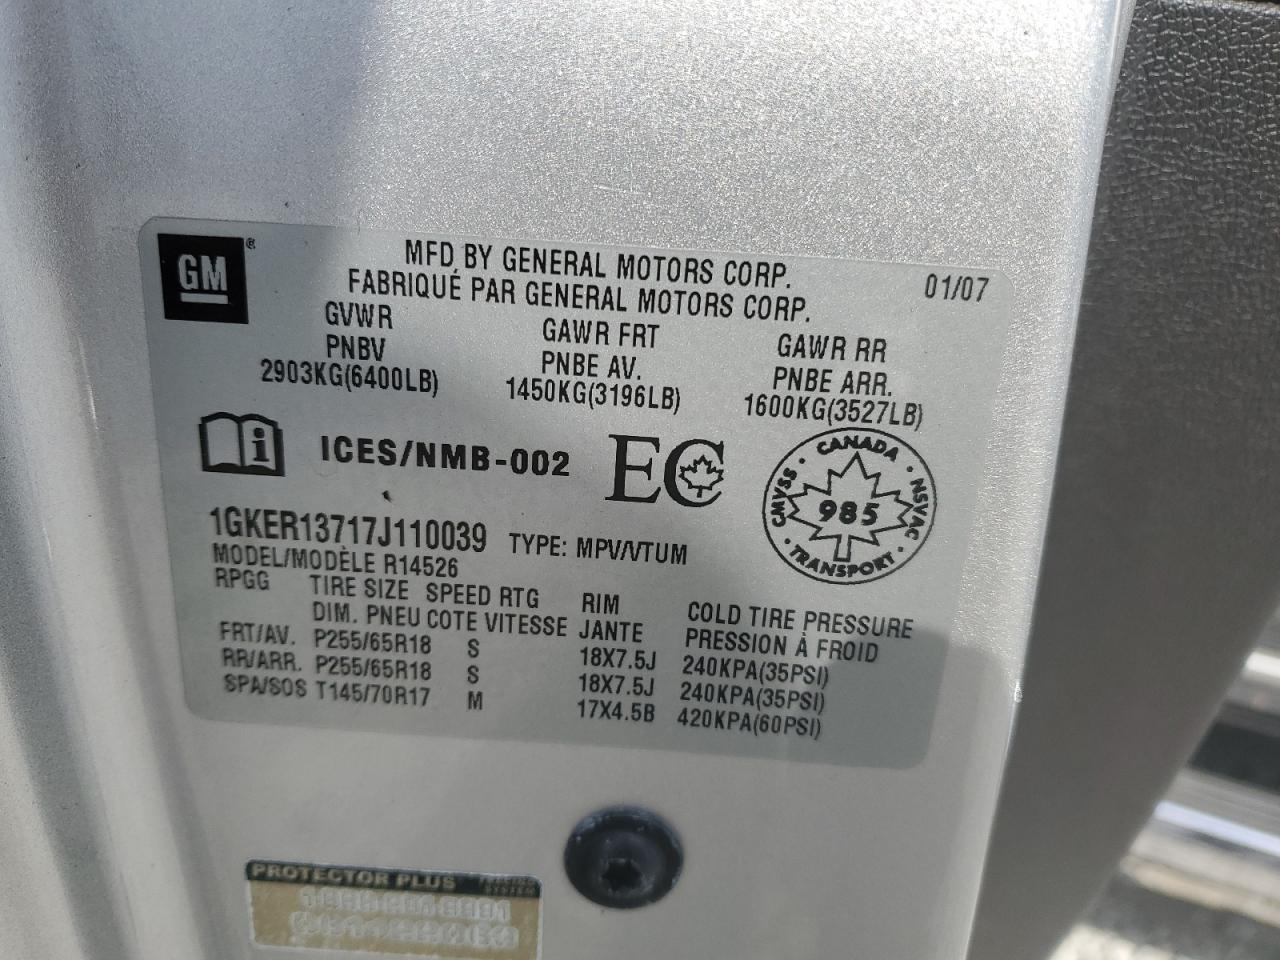 GM ®
MFD BY GENERAL MOTORS CORP.
01/07
FABRIQUÉ PAR GENERAL MOTORS CORP.
GVWR GAWR FRT GAWR RR
PNBV PNBE AV. PNBE ARR.
2903KG(6400LB) 1450KG(3196LB) 1600KG(3527LB)
ICES/NMB-002 EC
CANADA
CMVSS · 985 · NSVAC
TRANSPORT
1GKER13717J110039 TYPE: MPV/VTUM
MODEL/MODÈLE R14526
RPGG TIRE SIZE SPEED RTG RIM COLD TIRE PRESSURE
DIM. PNEU COTE VITESSE JANTE PRESSION À FROID
FRT/AV. P255/65R18 S 18X7.5J 240KPA(35PSI)
RR/ARR. P255/65R18 S 18X7.5J 240KPA(35PSI)
SPA/SOS T145/70R17 M 17X4.5B 420KPA(60PSI)
PROTECTOR PLUS
SYSTEM